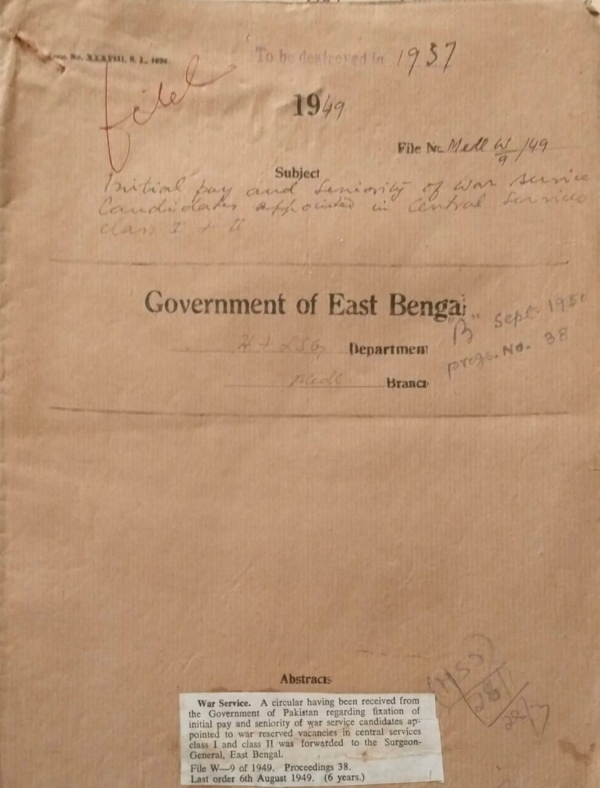 To be destroyed in 1957
filed
1949
File No. Medl W/9 /49
Subject
Initial pay and Seniority of War Service
Candidates appointed in Central Services
class I + II
Government of East Bengal
"B" Sept. 1950
progs. No. 38
H + LSG Department
Medl Branch
Abstracts
War Service. A circular having been received from
the Government of Pakistan regarding fixation of
initial pay and seniority of war service candidates ap-
pointed to war reserved vacancies in central services
class I and class II was forwarded to the Surgeon-
General, East Bengal.
File W—9 of 1949. Proceedings 38.
Last order 6th August 1949. (6 years.)